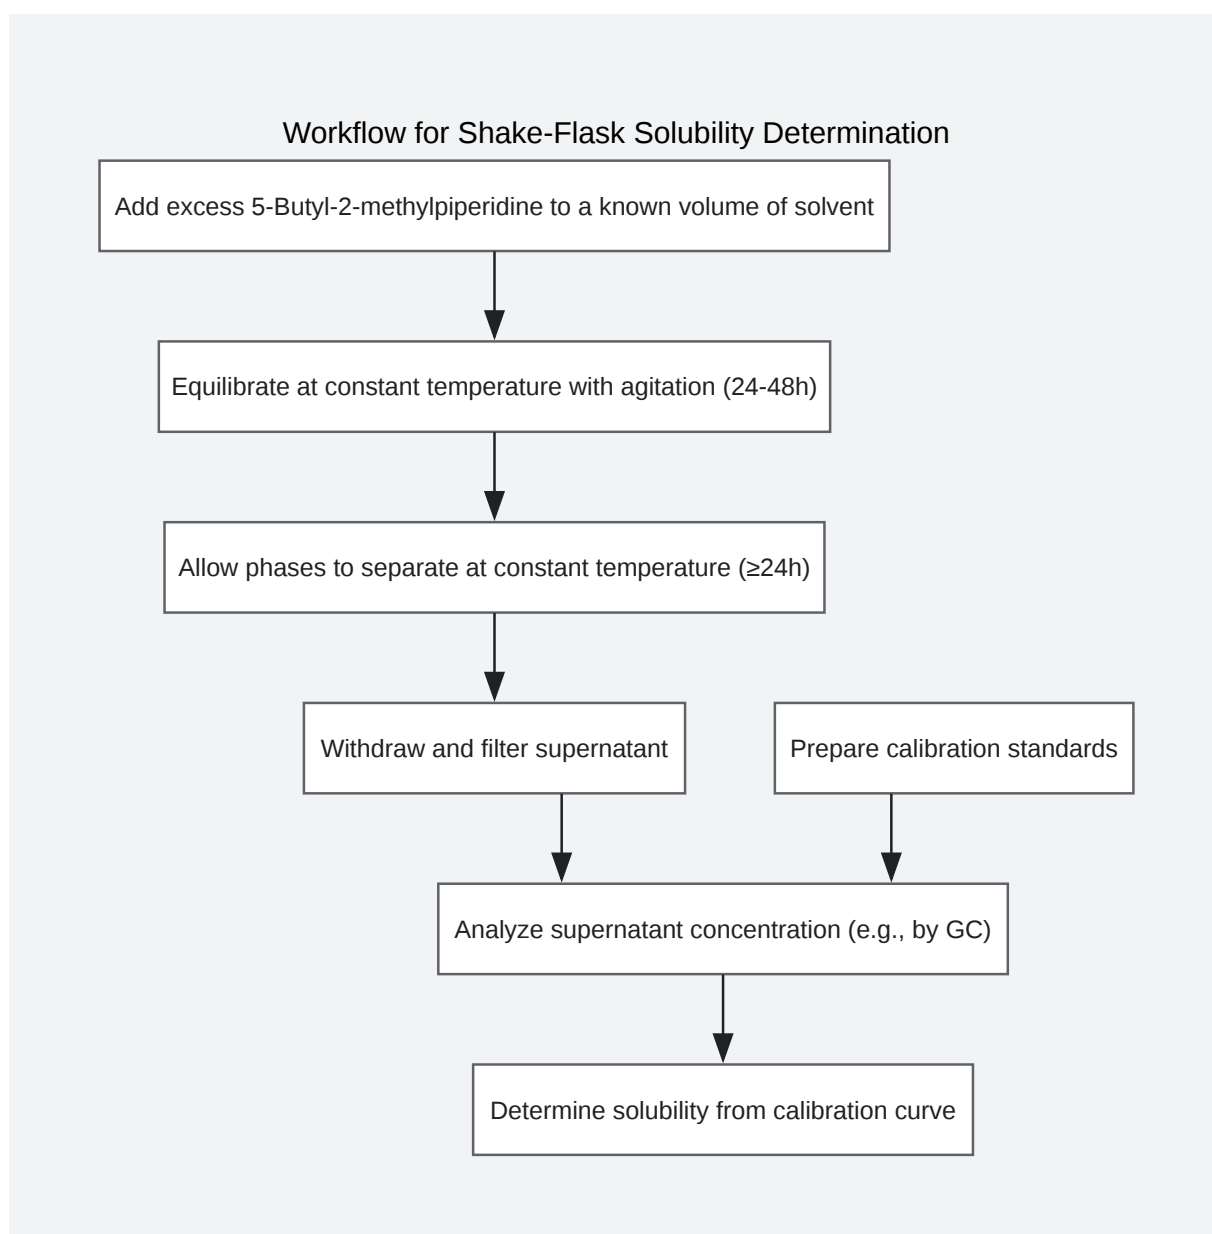 Workflow for Shake-Flask Solubility Determination
Add excess 5-Butyl-2-methylpiperidine to a known volume of solvent
Equilibrate at constant temperature with agitation (24-48h)
Allow phases to separate at constant temperature (≥24h)
Withdraw and filter supernatant
Prepare calibration standards
Analyze supernatant concentration (e.g., by GC)
Determine solubility from calibration curve